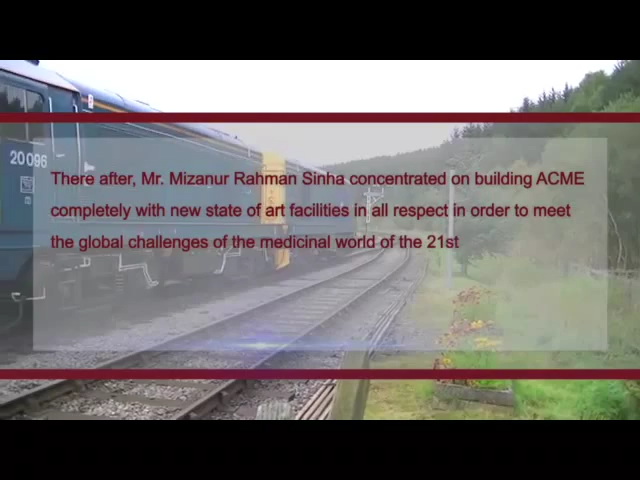 20096
There after, Mr. Mizanur Rahman Sinha concentrated on building ACME
completely with new state of art facilities in all respect in order to meet
the global challenges of the medicinal world of the 21st